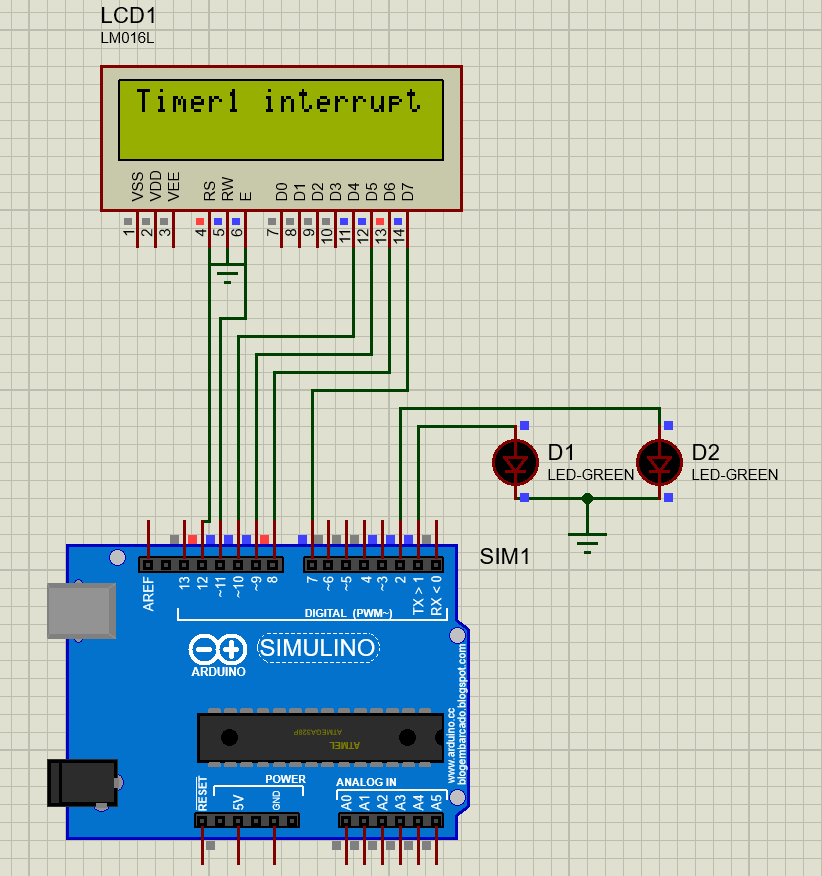 LCD1
LM016L
Timer1 interrupt
VSS VDD VEE RS RW E D0 D1 D2 D3 D4 D5 D6 D7
1 2 3 4 5 6 7 8 9 10 11 12 13 14
D1
LED-GREEN
D2
LED-GREEN
SIM1
AREF 13 12 ~11 ~10 ~9 8 7 ~6 ~5 4 ~3 2 TX > 1 RX < 0
DIGITAL (PWM~)
SIMULINO
ARDUINO
ATMEGA328P
ATMEL
www.arduino.cc
blogembarcado.blogspot.com
POWER
ANALOG IN
RESET 5V GND A0 A1 A2 A3 A4 A5